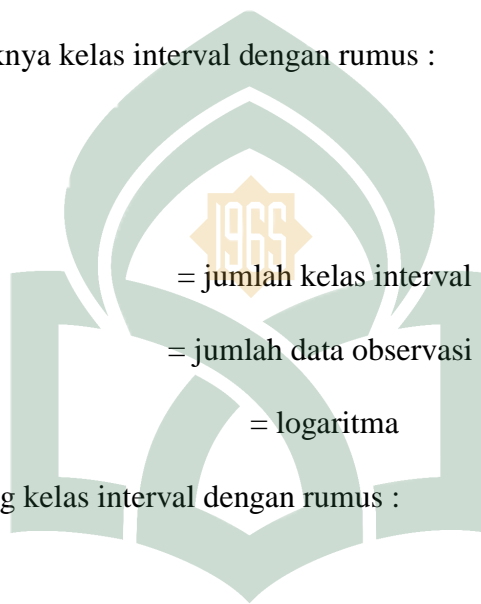 knya kelas interval dengan rumus :
1965
= jumlah kelas interval
= jumlah data observasi
= logaritma
g kelas interval dengan rumus :